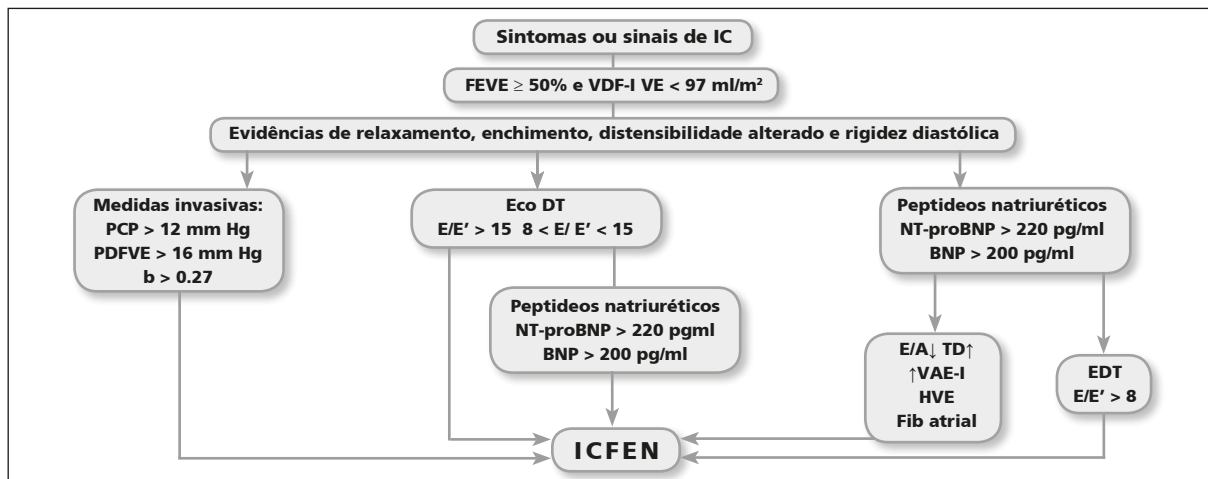 Sintomas ou sinais de IC
FEVE ≥ 50% e VDF-I VE < 97 ml/m²
Evidências de relaxamento, enchimento, distensibilidade alterado e rigidez diastólica
Medidas invasivas:
PCP > 12 mm Hg
PDFVE > 16 mm Hg
b > 0.27
Eco DT
E/E’ > 15 8 < E/ E’ < 15
Peptideos natriuréticos
NT-proBNP > 220 pgml
BNP > 200 pg/ml
Peptideos natriuréticos
NT-proBNP > 220 pg/ml
BNP > 200 pg/ml
E/A↓ TD↑
↑VAE-I
HVE
Fib atrial
EDT
E/E’ > 8
ICFEN